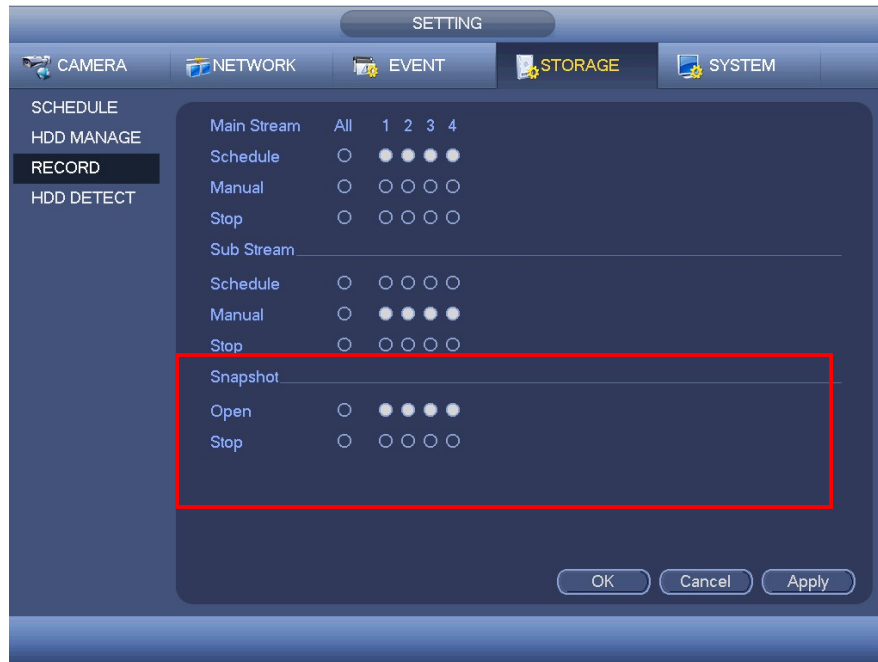 SETTING
CAMERA NETWORK EVENT STORAGE SYSTEM
SCHEDULE
HDD MANAGE
RECORD
HDD DETECT
Main Stream All 1 2 3 4
Schedule
Manual
Stop
Sub Stream
Schedule
Manual
Stop
Snapshot
Open
Stop
OK Cancel Apply